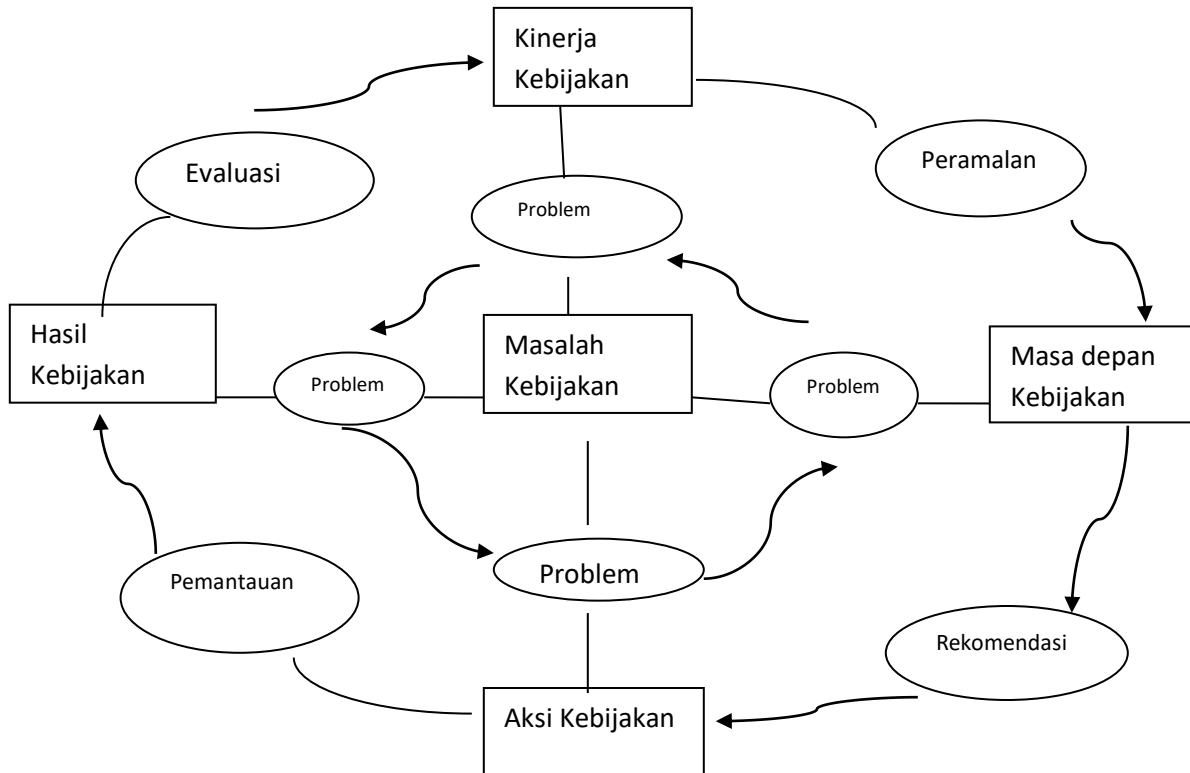 Kinerja
Kebijakan
Evaluasi
Peramalan
Problem
Hasil
Kebijakan
Masalah
Kebijakan
Masa depan
Kebijakan
Problem
Problem
Problem
Pemantauan
Rekomendasi
Aksi Kebijakan